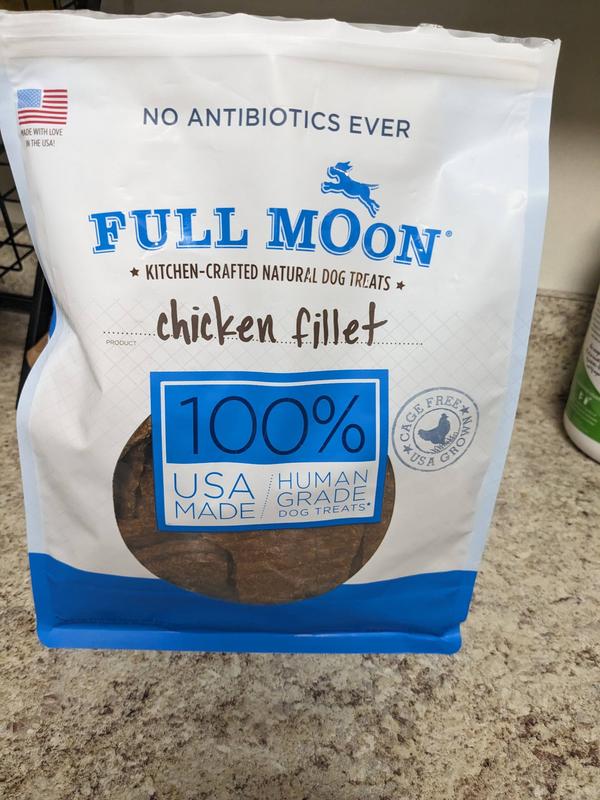 NO ANTIBIOTICS EVER
MADE WITH LOVE
IN THE USA!
FULL MOON®
★ KITCHEN-CRAFTED NATURAL DOG TREATS ★
chicken fillet
PRODUCT
100%
USA
MADE
HUMAN
GRADE
DOG TREATS*
CAGE FREE
★ USA GROWN ★